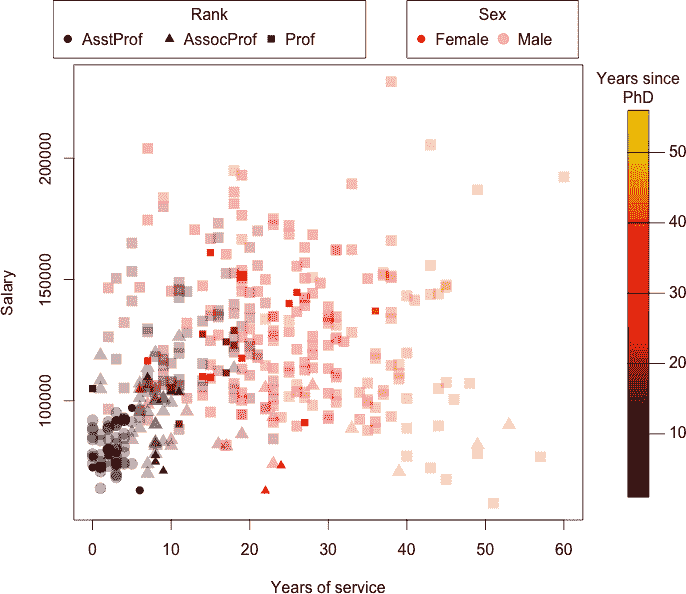 Rank
AsstProf AssocProf Prof
Sex
Female Male
Years since
PhD
50
40
30
20
10
Salary
200000
150000
100000
0 10 20 30 40 50 60
Years of service